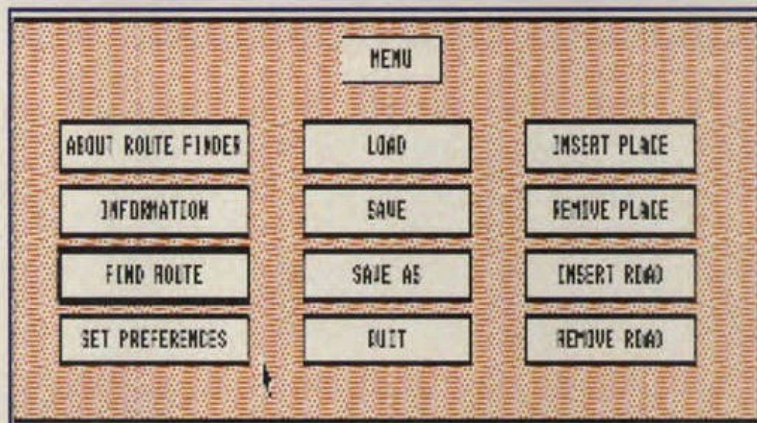 MENU
ABOUT ROUTE FINDER
LOAD
INSERT PLACE
INFORMATION
SAVE
REMOVE PLACE
FIND ROUTE
SAVE AS
INSERT ROAD
SET PREFERENCES
QUIT
REMOVE ROAD